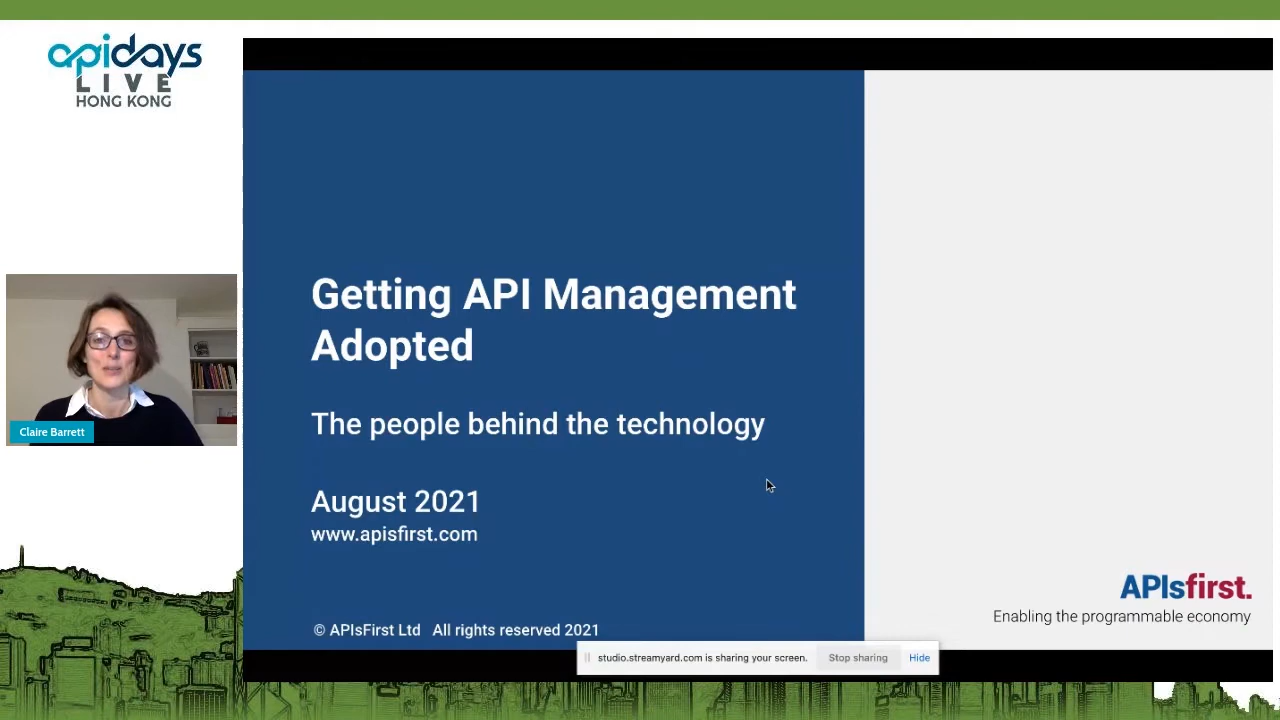 apidays
LIVE
HONG KONG
Getting API Management
Adopted
The people behind the technology
August 2021
www.apisfirst.com
© APIsFirst Ltd All rights reserved 2021
APIsfirst.
Enabling the programmable economy
Claire Barrett
studio.streamyard.com is sharing your screen. Stop sharing Hide